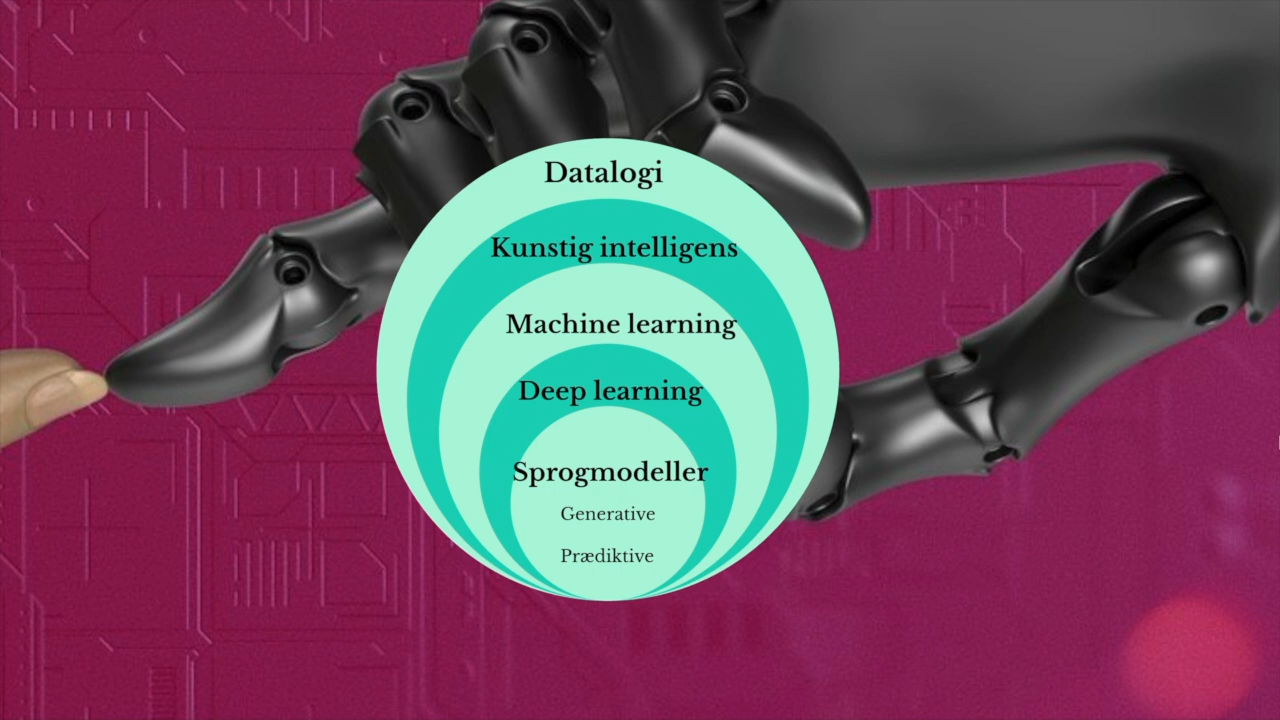 Datalogi
Kunstig intelligens
Machine learning
Deep learning
Sprogmodeller
Generative
Prædiktive